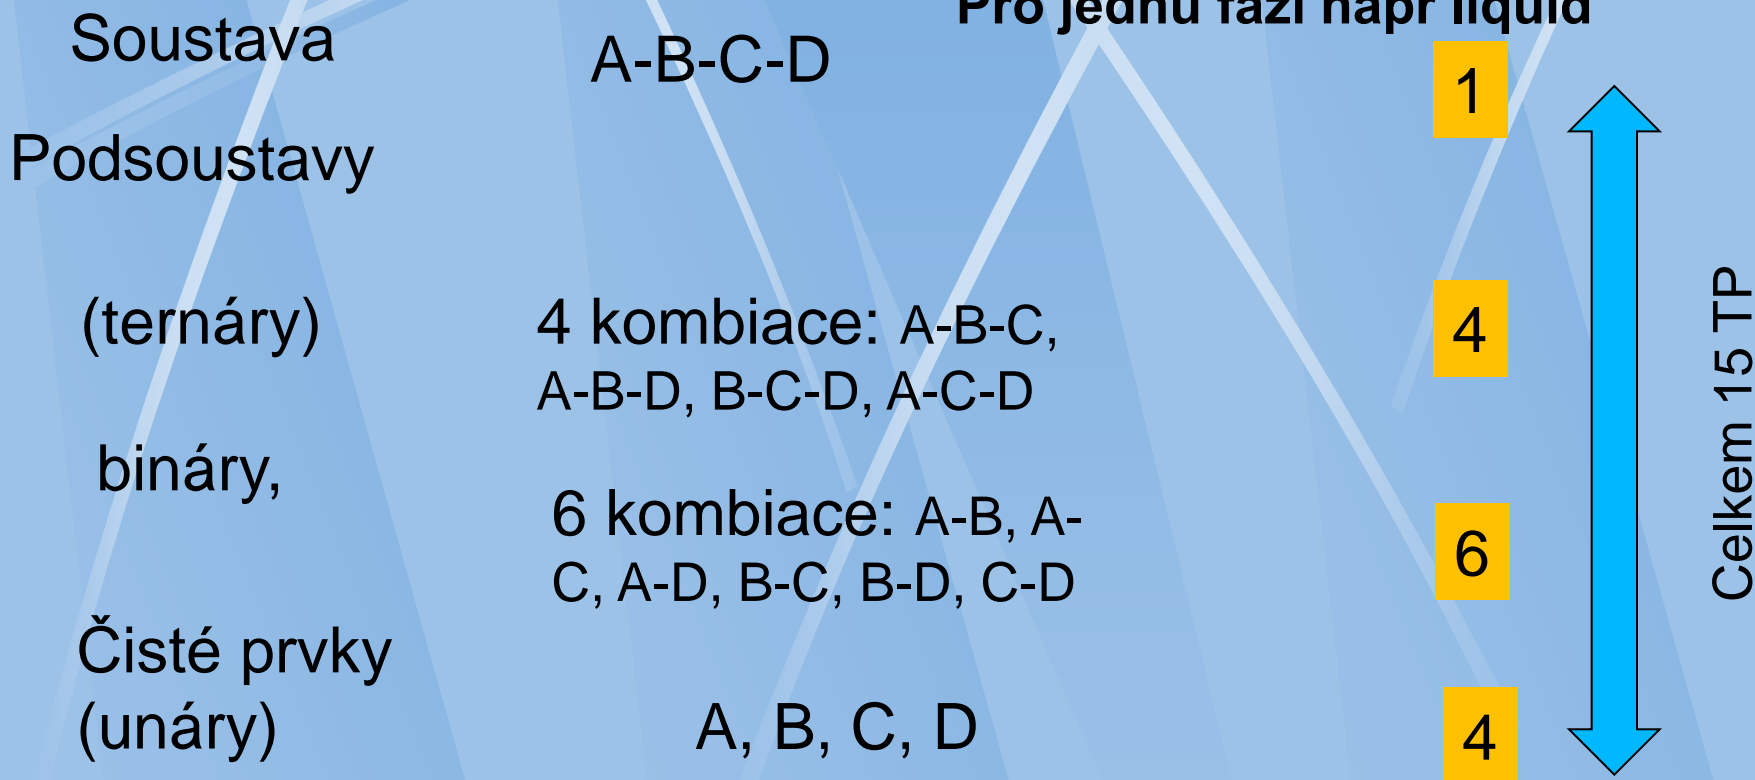 Pro jednu fázi např liquid
Soustava
A-B-C-D
1
Podsoustavy
(ternáry)
4 kombiace: A-B-C,
A-B-D, B-C-D, A-C-D
4
bináry,
6 kombiace: A-B, A-
C, A-D, B-C, B-D, C-D
6
Čisté prvky
(unáry)
A, B, C, D
4
Celkem 15 TP